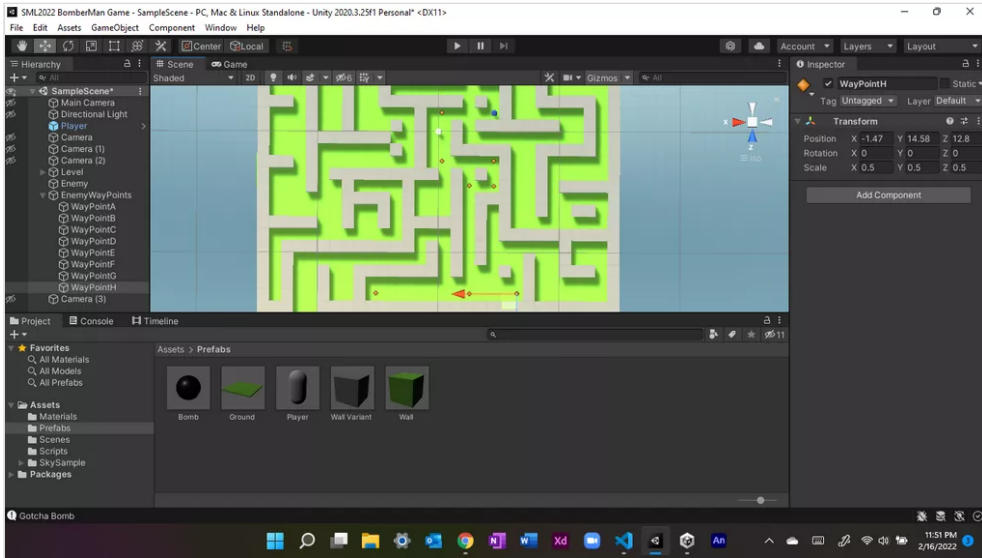 SML2022 BomberMan Game - SampleScene - PC, Mac & Linux Standalone - Unity 2020.3.25f1 Personal* <DX11>
File Edit Assets GameObject Component Window Help
Center Local Account Layers Layout
Hierarchy
All
SampleScene*
Main Camera
Directional Light
Player
Camera
Camera (1)
Camera (2)
Level
Enemy
EnemyWayPoints
WayPointA
WayPointB
WayPointC
WayPointD
WayPointE
WayPointF
WayPointG
WayPointH
Camera (3)
Scene Game
Shaded 2D 6 Gizmos All
x
z
Iso
Inspector
WayPointH Static
Tag Untagged Layer Default
Transform
Position X -1.47 Y 14.58 Z 12.8
Rotation X 0 Y 0 Z 0
Scale X 0.5 Y 0.5 Z 0.5
Add Component
Project Console Timeline
11
Favorites
All Materials
All Models
All Prefabs
Assets
Materials
Prefabs
Scenes
Scripts
SkySample
Packages
Assets > Prefabs
Bomb Ground Player Wall Variant Wall
Gotcha Bomb
Xd An
11:51 PM
2/16/2022
3